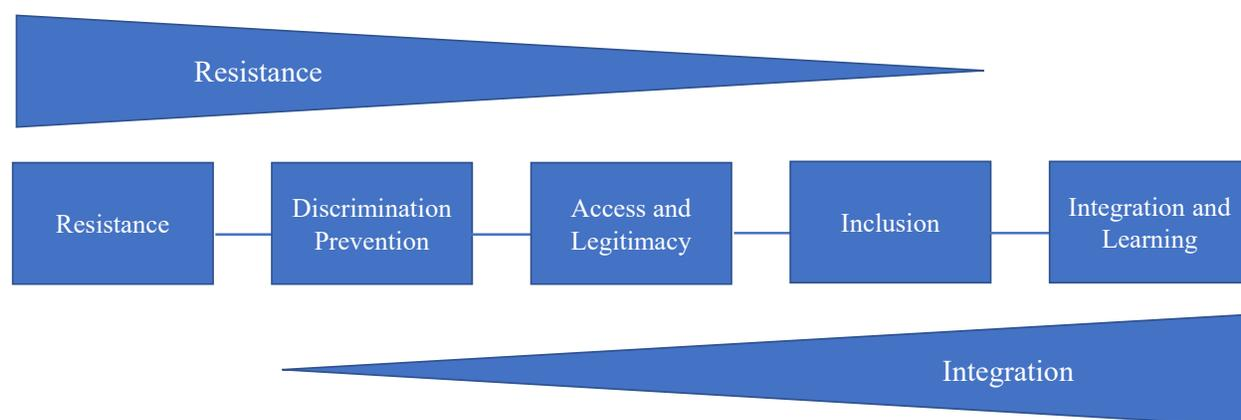 Resistance
Resistance
Discrimination
Prevention
Access and
Legitimacy
Inclusion
Integration and
Learning
Integration